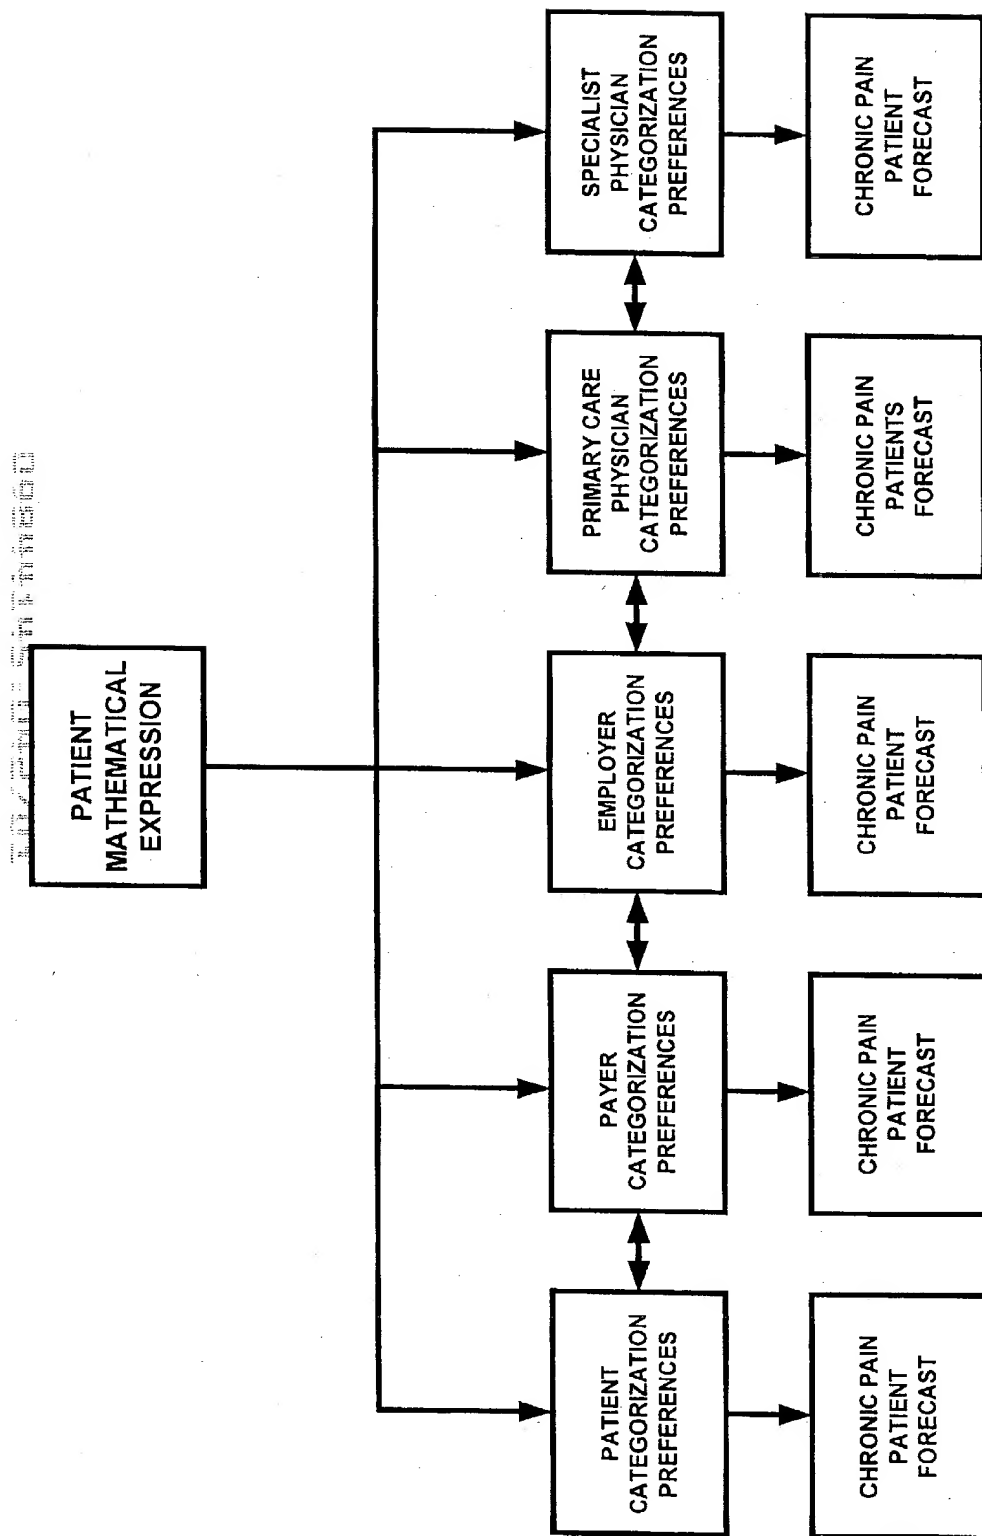 PATIENT
MATHEMATICAL
EXPRESSION
PATIENT
CATEGORIZATION
PREFERENCES
PAYER
CATEGORIZATION
PREFERENCES
EMPLOYER
CATEGORIZATION
PREFERENCES
PRIMARY CARE
PHYSICIAN
CATEGORIZATION
PREFERENCES
SPECIALIST
PHYSICIAN
CATEGORIZATION
PREFERENCES
CHRONIC PAIN
PATIENT
FORECAST
CHRONIC PAIN
PATIENT
FORECAST
CHRONIC PAIN
PATIENT
FORECAST
CHRONIC PAIN
PATIENTS
FORECAST
CHRONIC PAIN
PATIENT
FORECAST